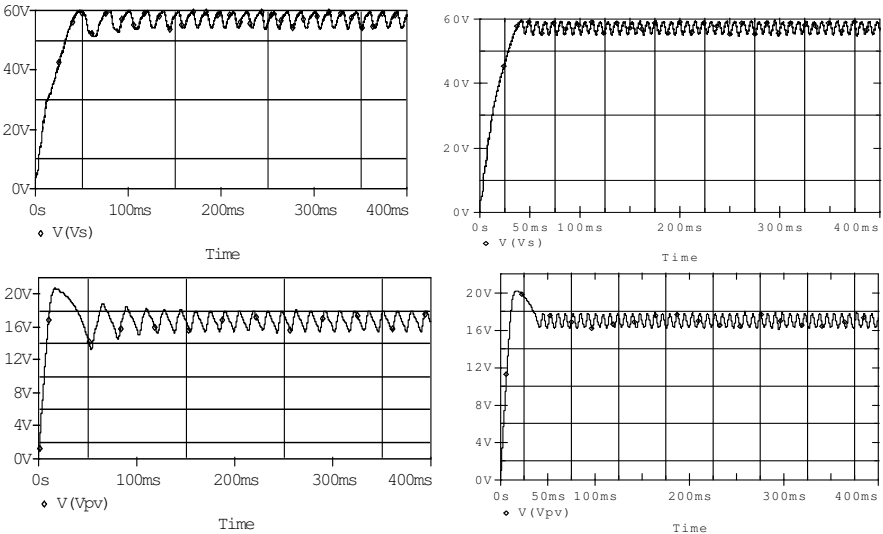 60V
40V
20V
0V
0s 100ms 200ms 300ms 400ms
V(Vs)
Time
60V
40V
20V
0V
0s 50ms 100ms 200ms 300ms 400ms
V(Vs)
Time
20V
16V
12V
8V
4V
0V
0s 100ms 200ms 300ms 400ms
V(Vpv)
Time
20V
16V
12V
8V
4V
0V
0s 50ms 100ms 200ms 300ms 400ms
V(Vpv)
Time